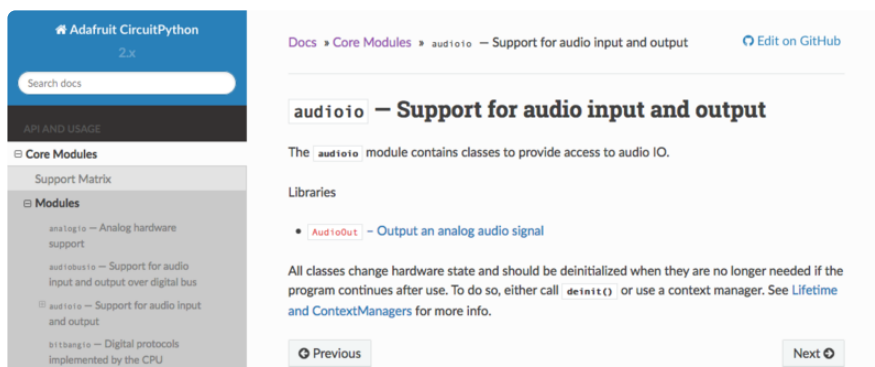 Adafruit CircuitPython
2.x
Search docs
API AND USAGE
Core Modules
Support Matrix
Modules
analogio — Analog hardware
support
audiobusio — Support for audio
input and output over digital bus
audioio — Support for audio input
and output
bitbangio — Digital protocols
implemented by the CPU
Docs » Core Modules » audioio — Support for audio input and output
Edit on GitHub
audioio — Support for audio input and output
The audioio module contains classes to provide access to audio IO.
Libraries
• AudioOut – Output an analog audio signal
All classes change hardware state and should be deinitialized when they are no longer needed if the
program continues after use. To do so, either call deinit() or use a context manager. See Lifetime
and ContextManagers for more info.
Previous
Next